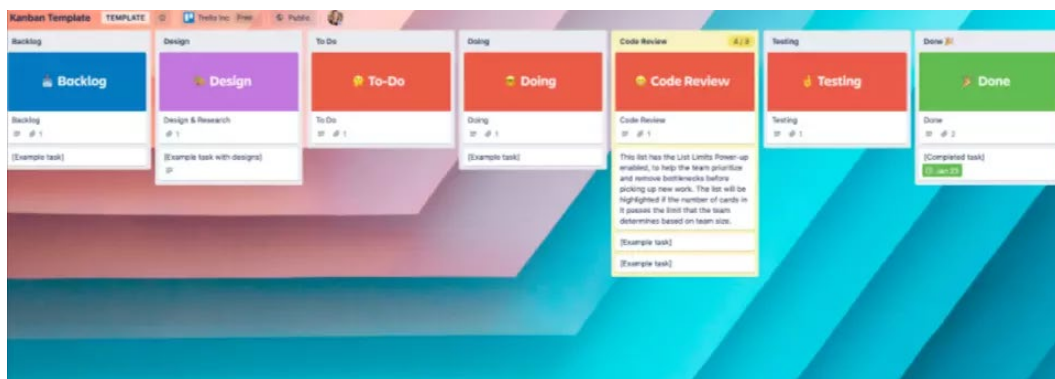 Kanban Template TEMPLATE Trello Inc Free Public
Backlog
Backlog
Backlog
1
[Example task]
Design
Design
Design & Research
1
[Example task with designs]
To Do
To-Do
To Do
1
Doing
Doing
Doing
1
[Example task]
Code Review 4 / 3
Code Review
Code Review
1
This list has the List Limits Power-up
enabled, to help the team prioritize
and remove bottlenecks before
picking up new work. The list will be
highlighted if the number of cards in
it passes the limit that the team
determines based on team size.
[Example task]
[Example task]
Testing
Testing
Testing
1
Done
Done
Done
2
[Completed task]
Jan 23